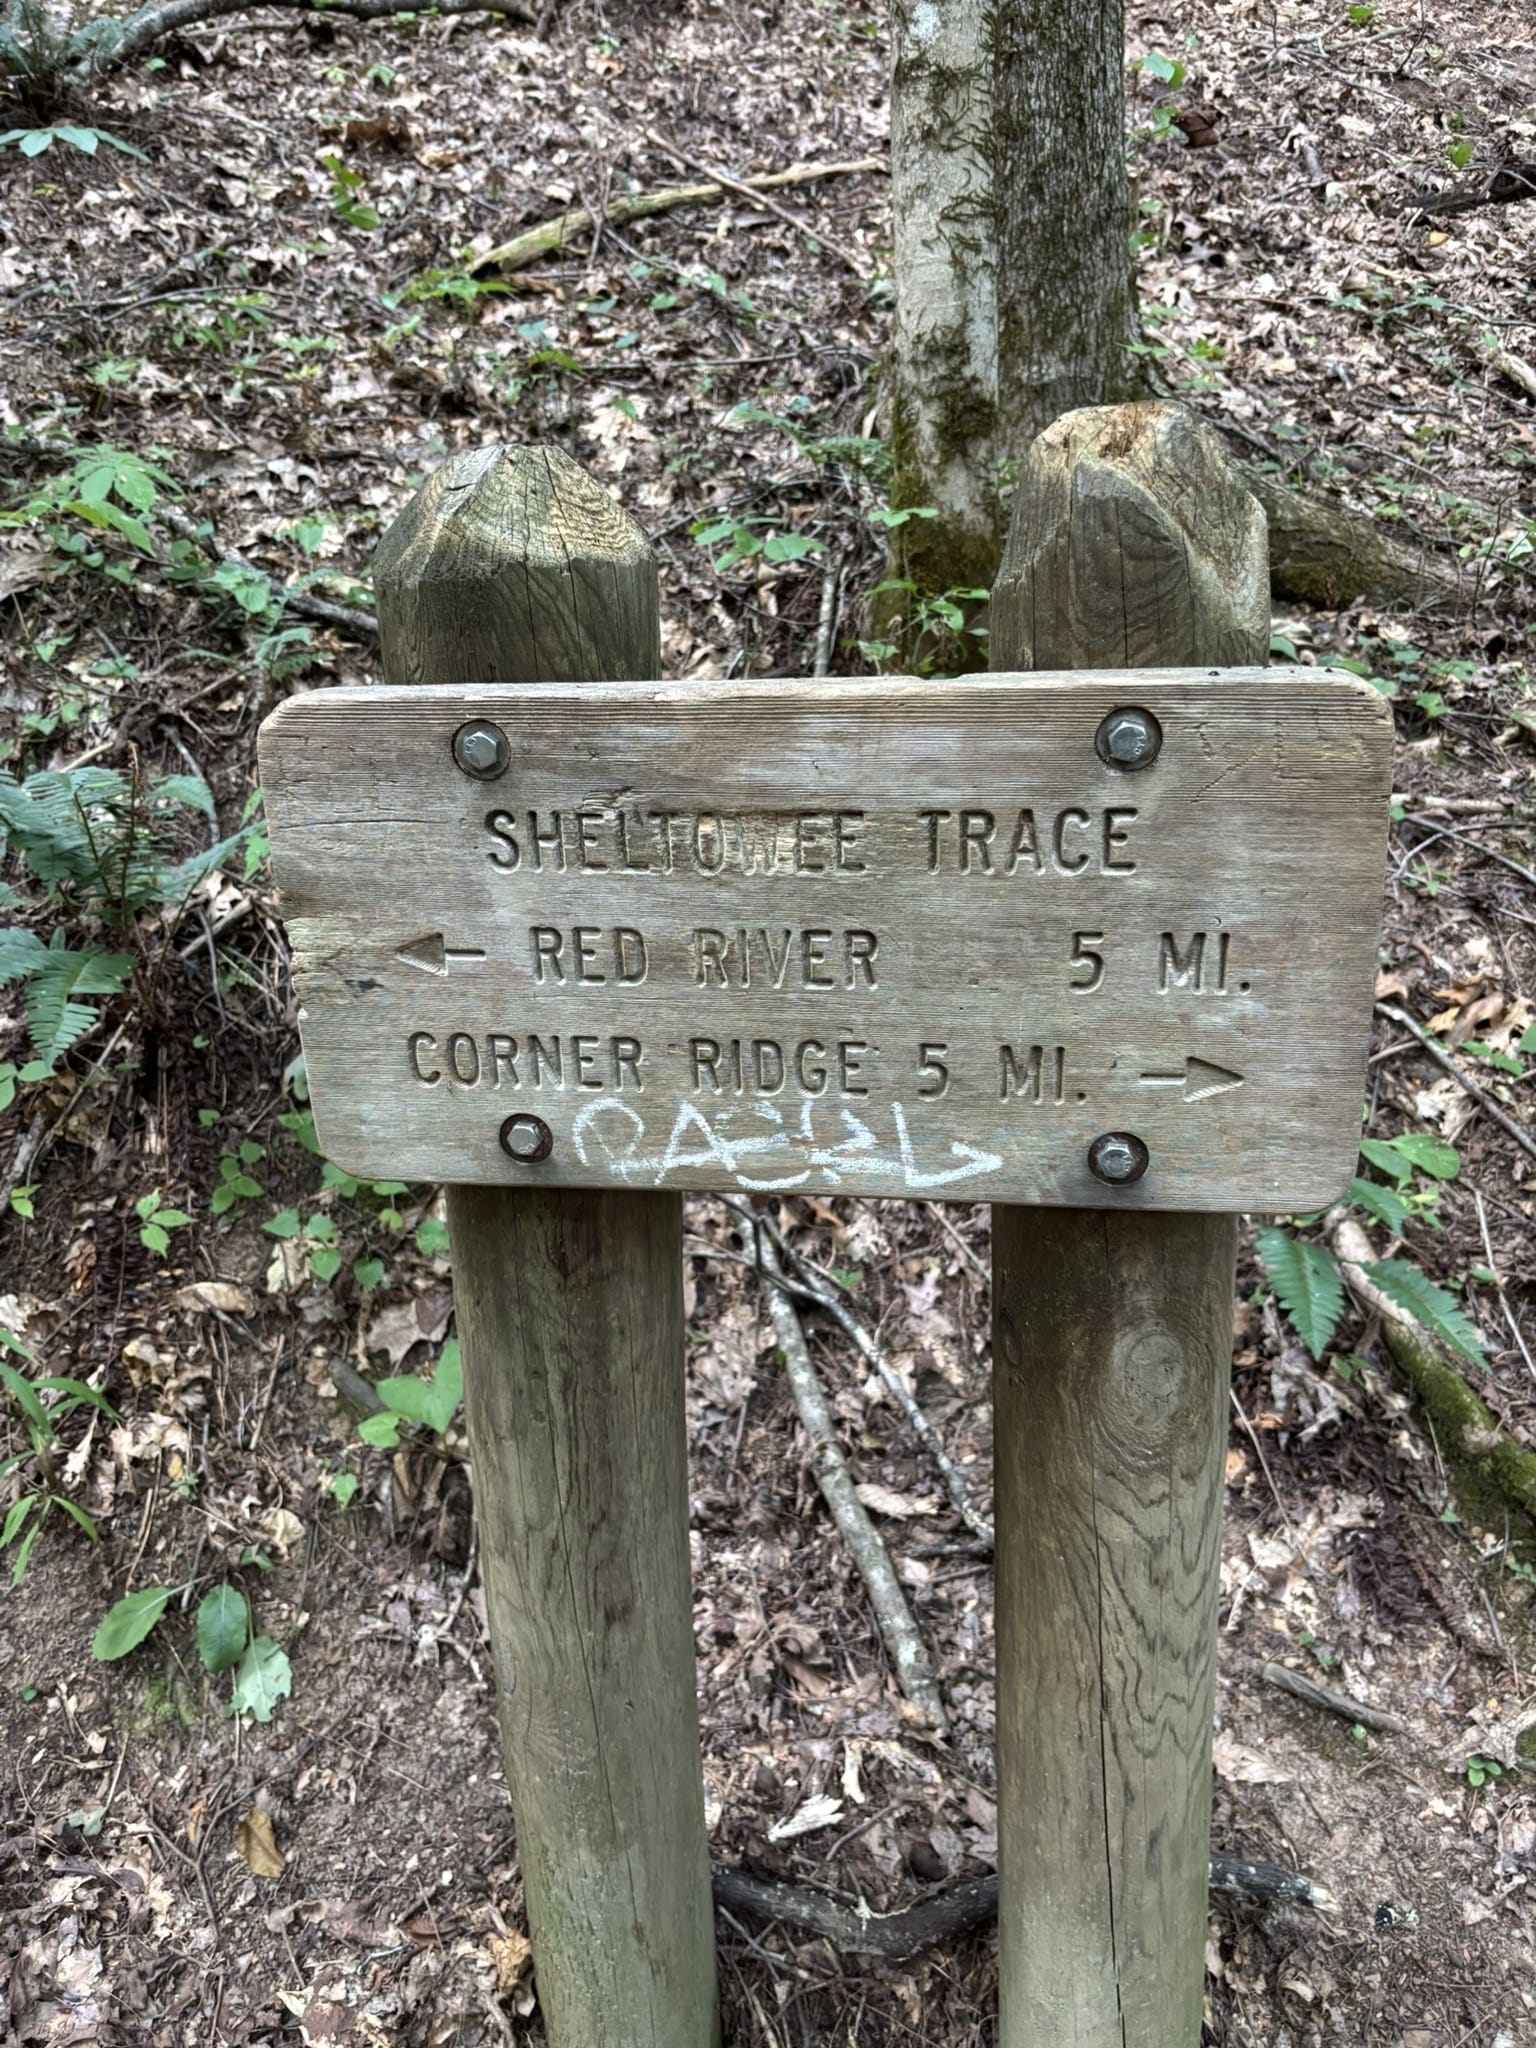 SHELTOWEE TRACE
← RED RIVER 5 MI.
CORNER RIDGE 5 MI. →